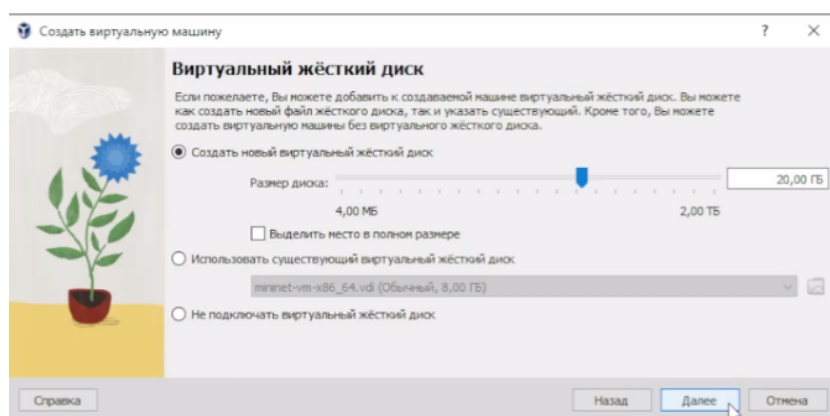 Создать виртуальную машину
?
Виртуальный жёсткий диск
Если пожелаете, Вы можете добавить к создаваемой машине виртуальный жёсткий диск. Вы можете
как создать новый файл жёсткого диска, так и указать существующий. Кроме того, Вы можете
создать виртуальную машины без виртуального жёсткого диска.
Создать новый виртуальный жёсткий диск
Размер диска:
20,00 ГБ
4,00 МБ
2,00 ТБ
Выделить место в полном размере
Использовать существующий виртуальный жёсткий диск
mininet-vm-x86_64.vdi (Обычный, 8,00 ГБ)
Не подключать виртуальный жёсткий диск
Справка
Назад
Далее
Отмена